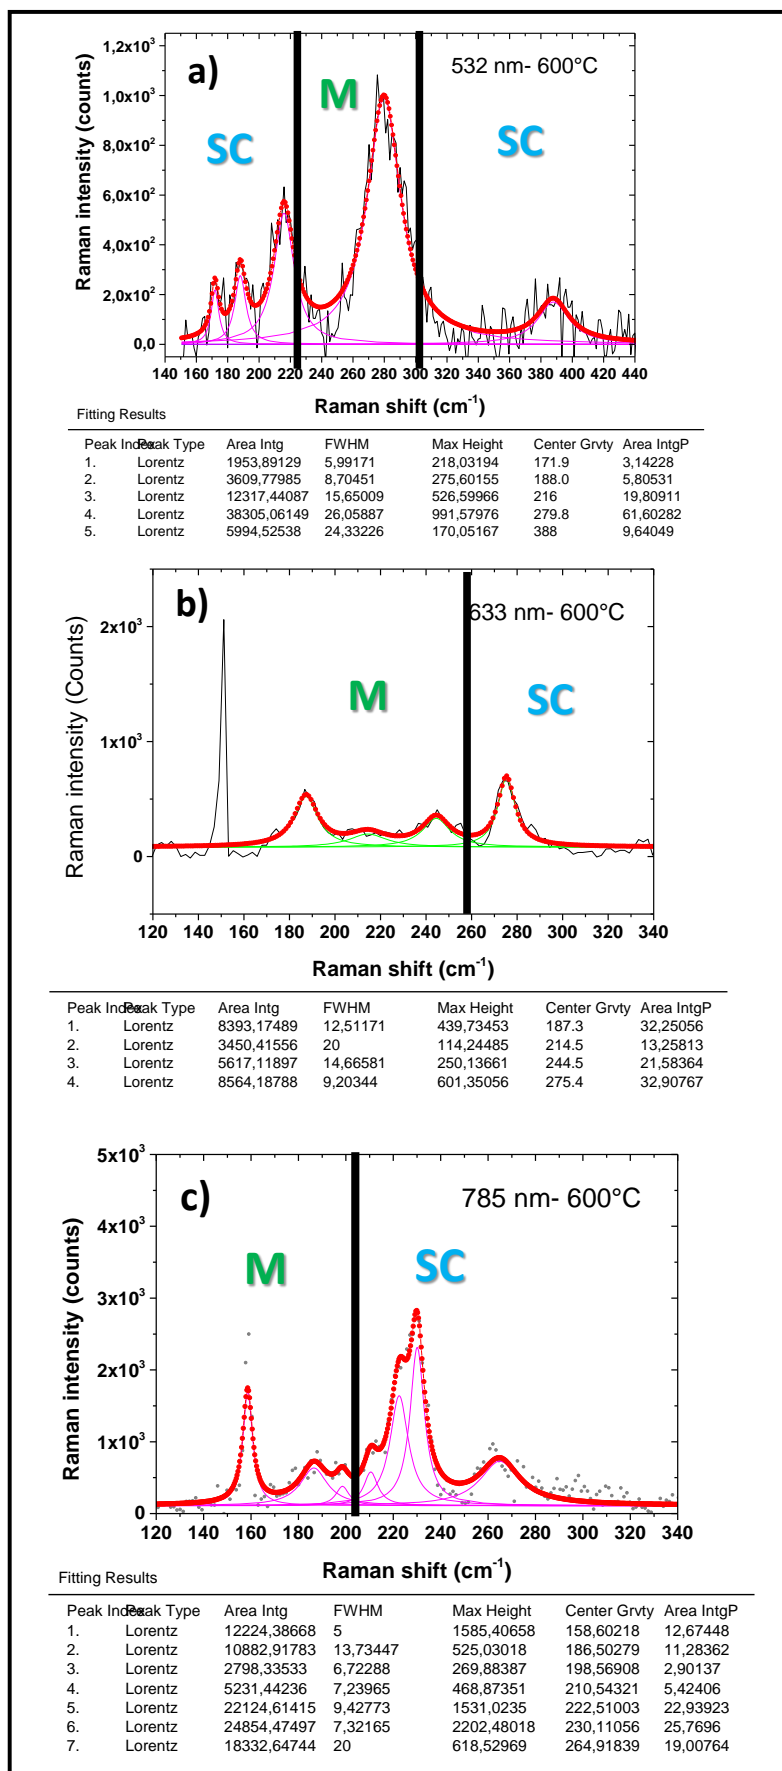 a)
532 nm- 600°C
M
SC
SC
Raman intensity (counts)
1,2x10³
1,0x10³
8,0x10²
6,0x10²
4,0x10²
2,0x10²
0,0
140 160 180 200 220 240 260 280 300 320 340 360 380 400 420 440
Raman shift (cm⁻¹)
Fitting Results
Peak Index Peak Type Area Intg FWHM Max Height Center Grvty Area IntgP
1. Lorentz 1953,89129 5,99171 218,03194 171.9 3,14228
2. Lorentz 3609,77985 8,70451 275,60155 188.0 5,80531
3. Lorentz 12317,44087 15,65009 526,59966 216 19,80911
4. Lorentz 38305,06149 26,05887 991,57976 279.8 61,60282
5. Lorentz 5994,52538 24,33226 170,05167 388 9,64049
b)
633 nm- 600°C
M
SC
Raman intensity (Counts)
2x10³
1x10³
0
120 140 160 180 200 220 240 260 280 300 320 340
Raman shift (cm⁻¹)
Peak Index Peak Type Area Intg FWHM Max Height Center Grvty Area IntgP
1. Lorentz 8393,17489 12,51171 439,73453 187.3 32,25056
2. Lorentz 3450,41556 20 114,24485 214.5 13,25813
3. Lorentz 5617,11897 14,66581 250,13661 244.5 21,58364
4. Lorentz 8564,18788 9,20344 601,35056 275.4 32,90767
c)
785 nm- 600°C
M
SC
Raman intensity (counts)
5x10³
4x10³
3x10³
2x10³
1x10³
0
120 140 160 180 200 220 240 260 280 300 320 340
Raman shift (cm⁻¹)
Fitting Results
Peak Index Peak Type Area Intg FWHM Max Height Center Grvty Area IntgP
1. Lorentz 12224,38668 5 1585,40658 158,60218 12,67448
2. Lorentz 10882,91783 13,73447 525,03018 186,50279 11,28362
3. Lorentz 2798,33533 6,72288 269,88387 198,56908 2,90137
4. Lorentz 5231,44236 7,23965 468,87351 210,54321 5,42406
5. Lorentz 22124,61415 9,42773 1531,0235 222,51003 22,93923
6. Lorentz 24854,47497 7,32165 2202,48018 230,11056 25,7696
7. Lorentz 18332,64744 20 618,52969 264,91839 19,00764